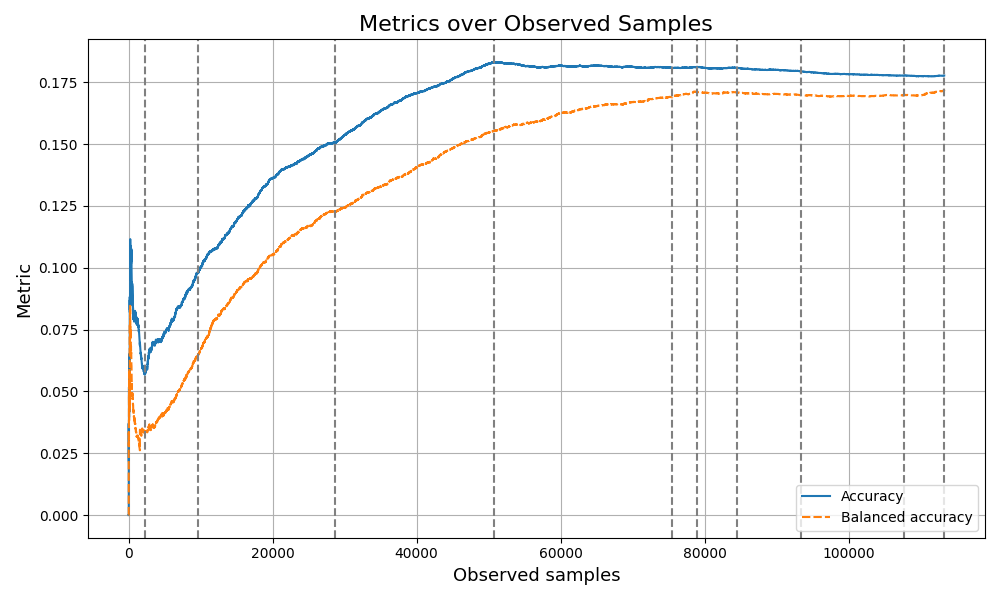 Metrics over Observed Samples
Metric
0.175
0.150
0.125
0.100
0.075
0.050
0.025
0.000
0
20000
40000
60000
80000
100000
Observed samples
Accuracy
Balanced accuracy